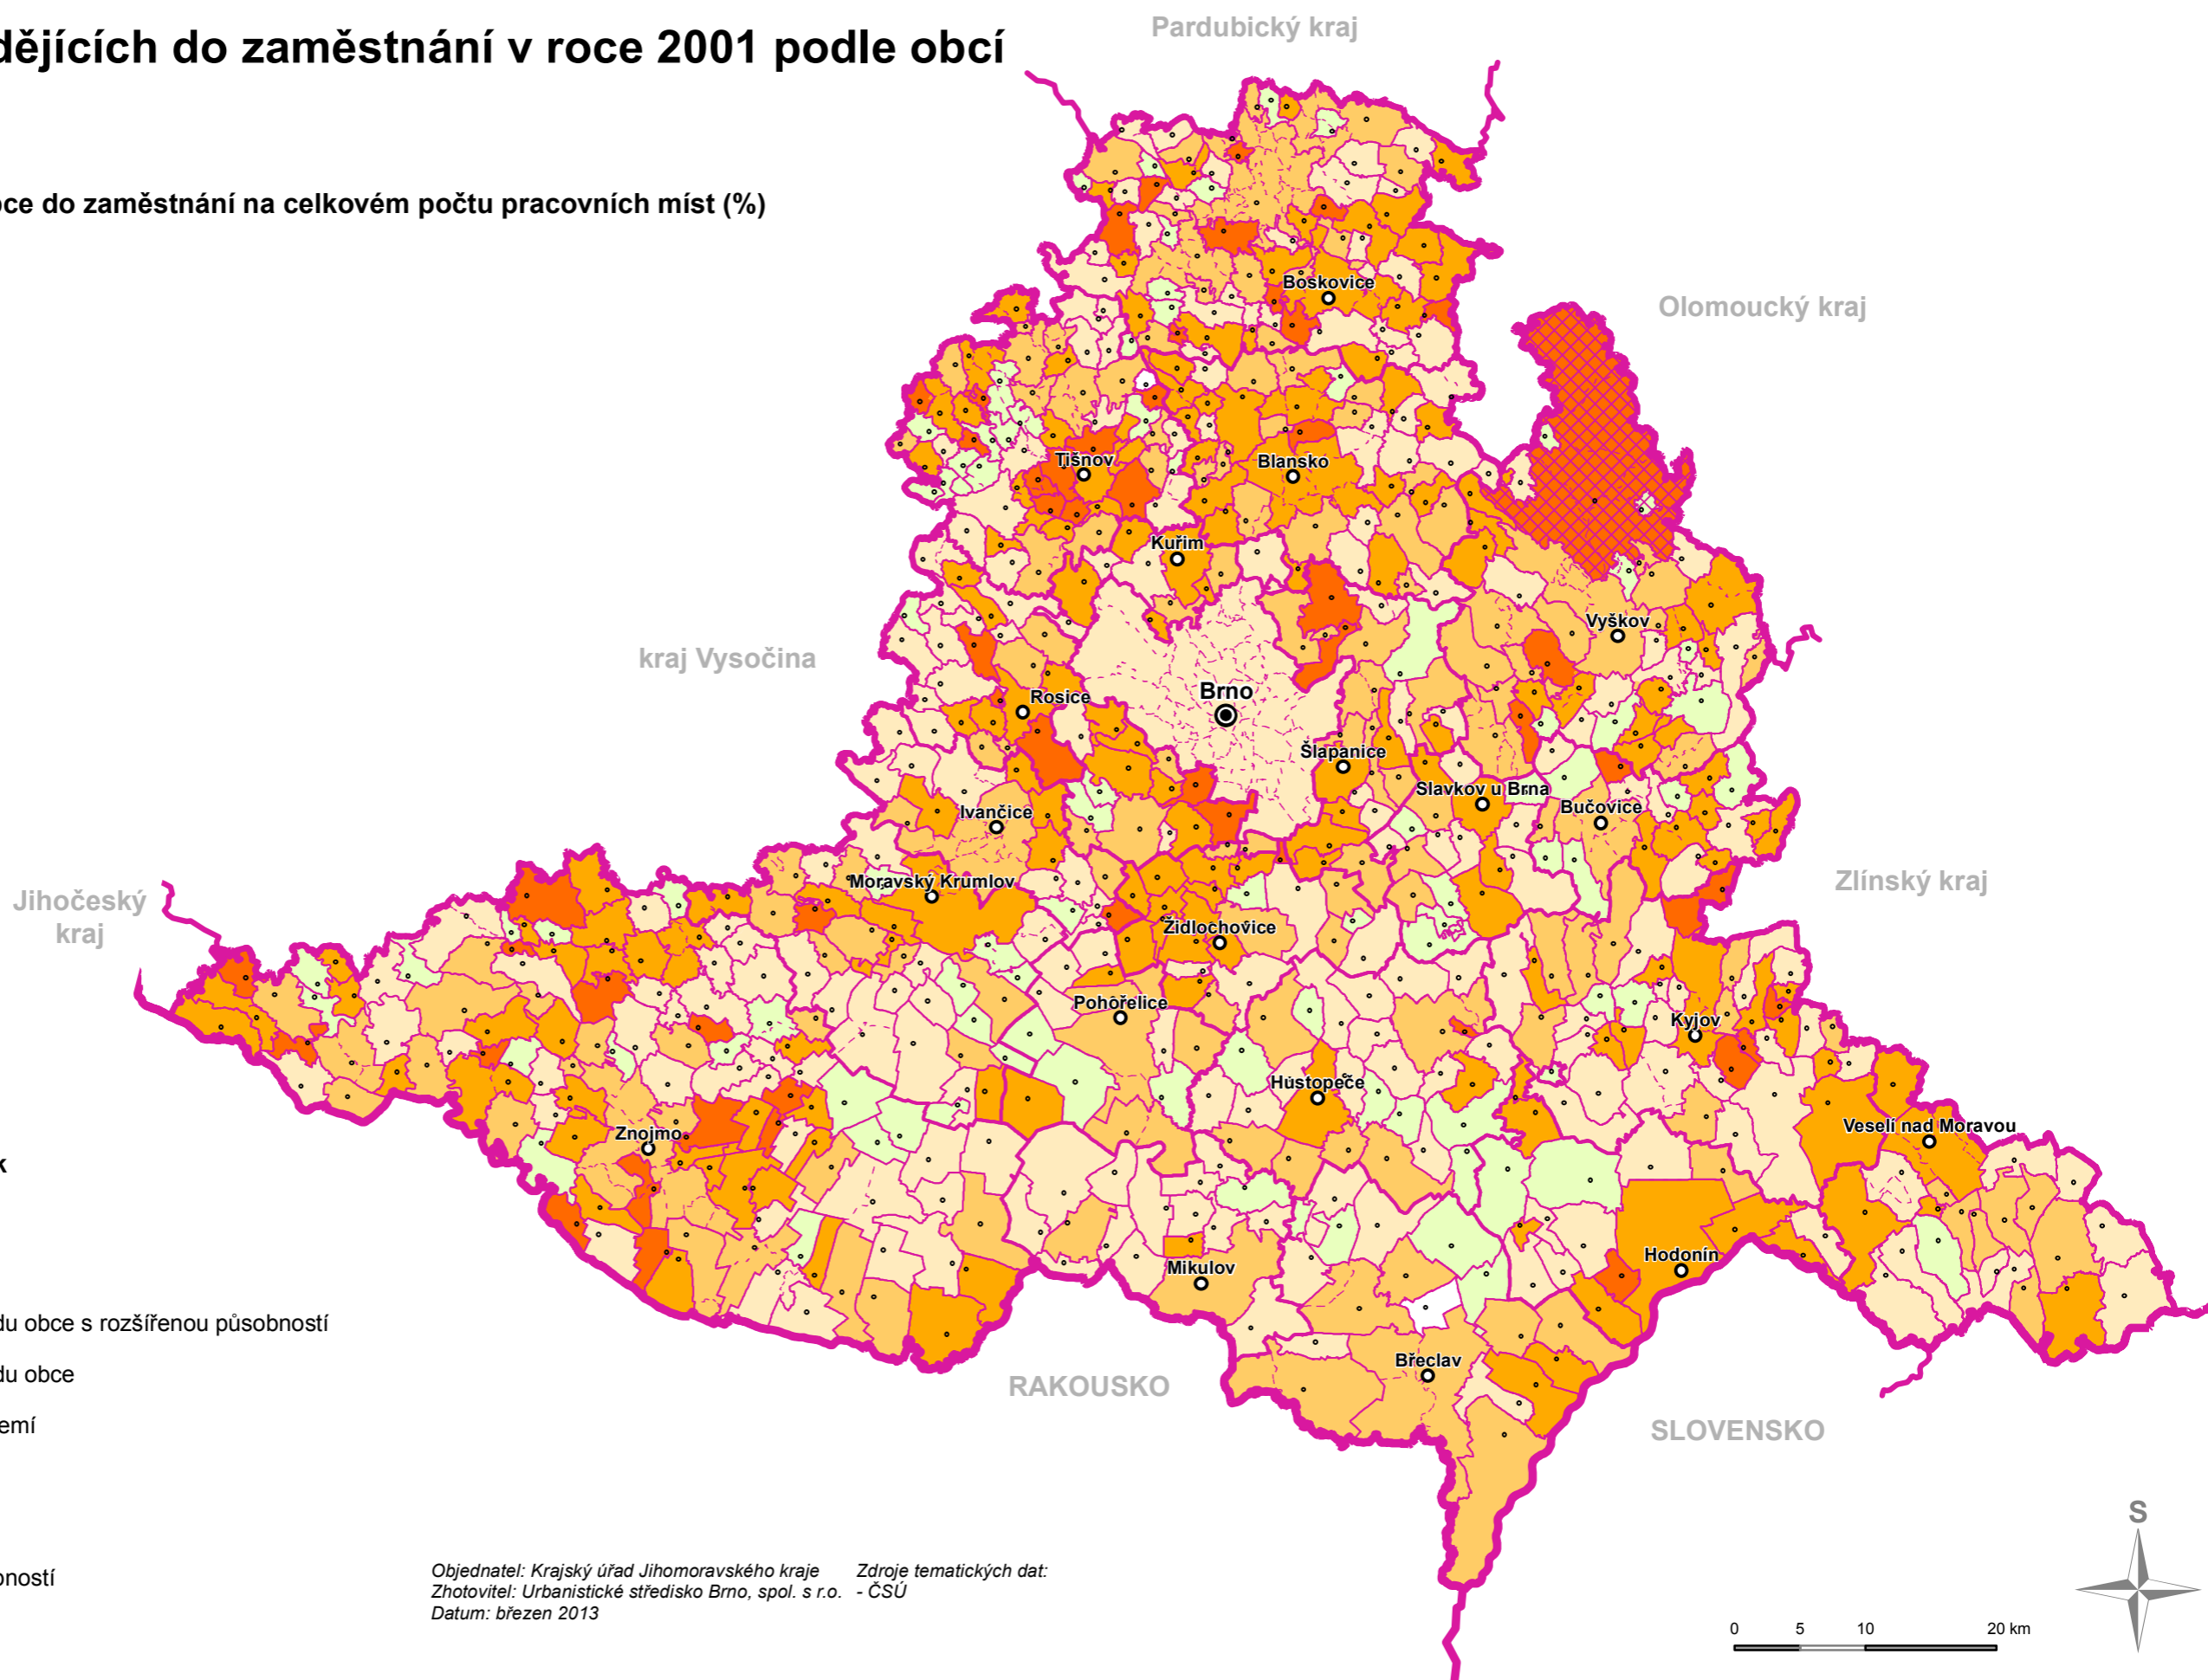 dějících do zaměstnání v roce 2001 podle obcí
Pardubický kraj
ce do zaměstnání na celkovém počtu pracovních míst (%)
Olomoucký kraj
Boskovice
Tišnov
Blansko
Kuřim
Vyškov
kraj Vysočina
Rosice
Brno
Šlapanice
Slavkov u Brna
Bučovice
Ivančice
Moravský Krumlov
Zlínský kraj
Jihočeský
kraj
Židlochovice
Pohořelice
Kyjov
Hustopeče
Znojmo
Veselí nad Moravou
k
Hodonín
Mikulov
du obce s rozšířenou působností
Břeclav
du obce
RAKOUSKO
emí
SLOVENSKO
S
ností
Objednatel: Krajský úřad Jihomoravského kraje
Zhotovitel: Urbanistické středisko Brno, spol. s r.o.
Datum: březen 2013
Zdroje tematických dat:
- ČSÚ
0 5 10 20 km